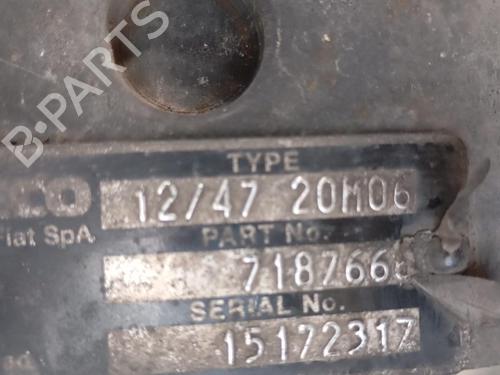 B-PARTS
TYPE
12/47 20M06
Fiat SpA
PART No.
718766
SERIAL No.
15172317